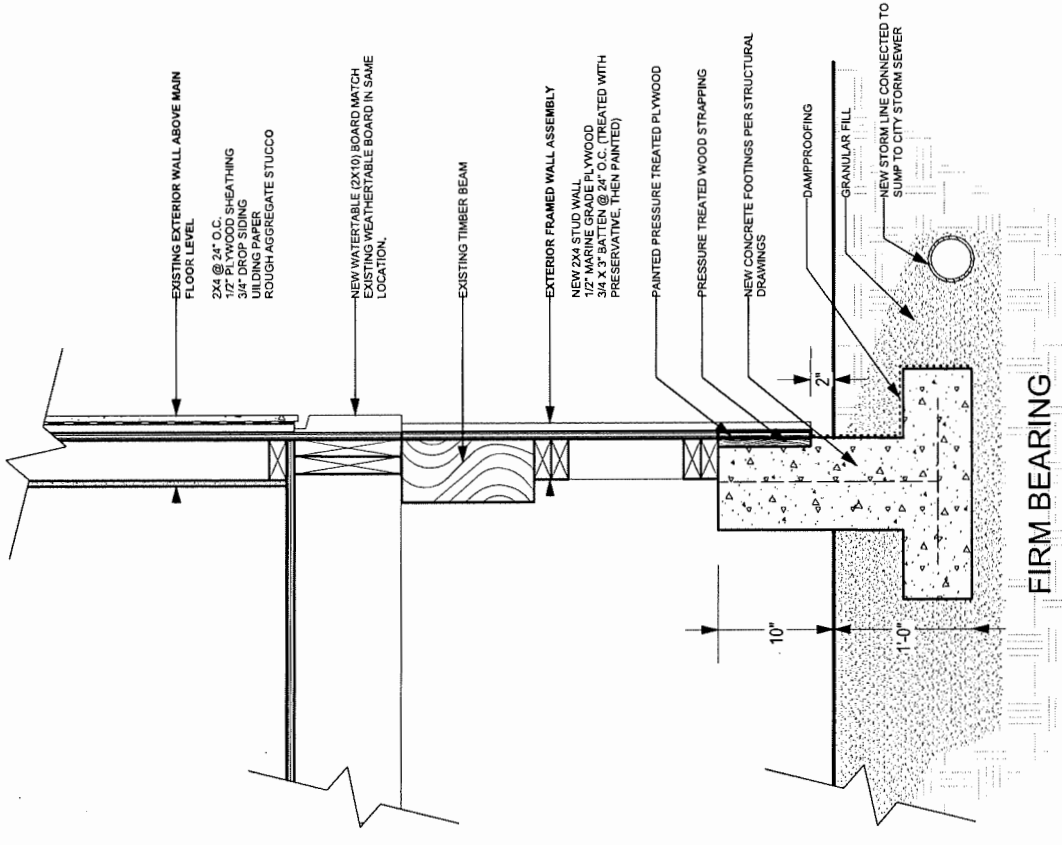 EXISTING EXTERIOR WALL ABOVE MAIN
FLOOR LEVEL
2X4 @ 24" O.C.
1/2" PLYWOOD SHEATHING
3/4" DROP SIDING
UILDING PAPER
ROUGH AGGREGATE STUCCO
NEW WATERTABLE (2X10) BOARD MATCH
EXISTING WEATHERTABLE BOARD IN SAME
LOCATION.
EXISTING TIMBER BEAM
EXTERIOR FRAMED WALL ASSEMBLY
NEW 2X4 STUD WALL
1/2" MARINE GRADE PLYWOOD
3/4 X 3" BATTEN @ 24" O.C. (TREATED WITH
PRESERVATIVE, THEN PAINTED)
PAINTED PRESSURE TREATED PLYWOOD
PRESSURE TREATED WOOD STRAPPING
NEW CONCRETE FOOTINGS PER STRUCTURAL
DRAWINGS
DAMPPROOFING
GRANULAR FILL
NEW STORM LINE CONNECTED TO
SUMP TO CITY STORM SEWER
2"
10"
1'-0"
FIRM BEARING